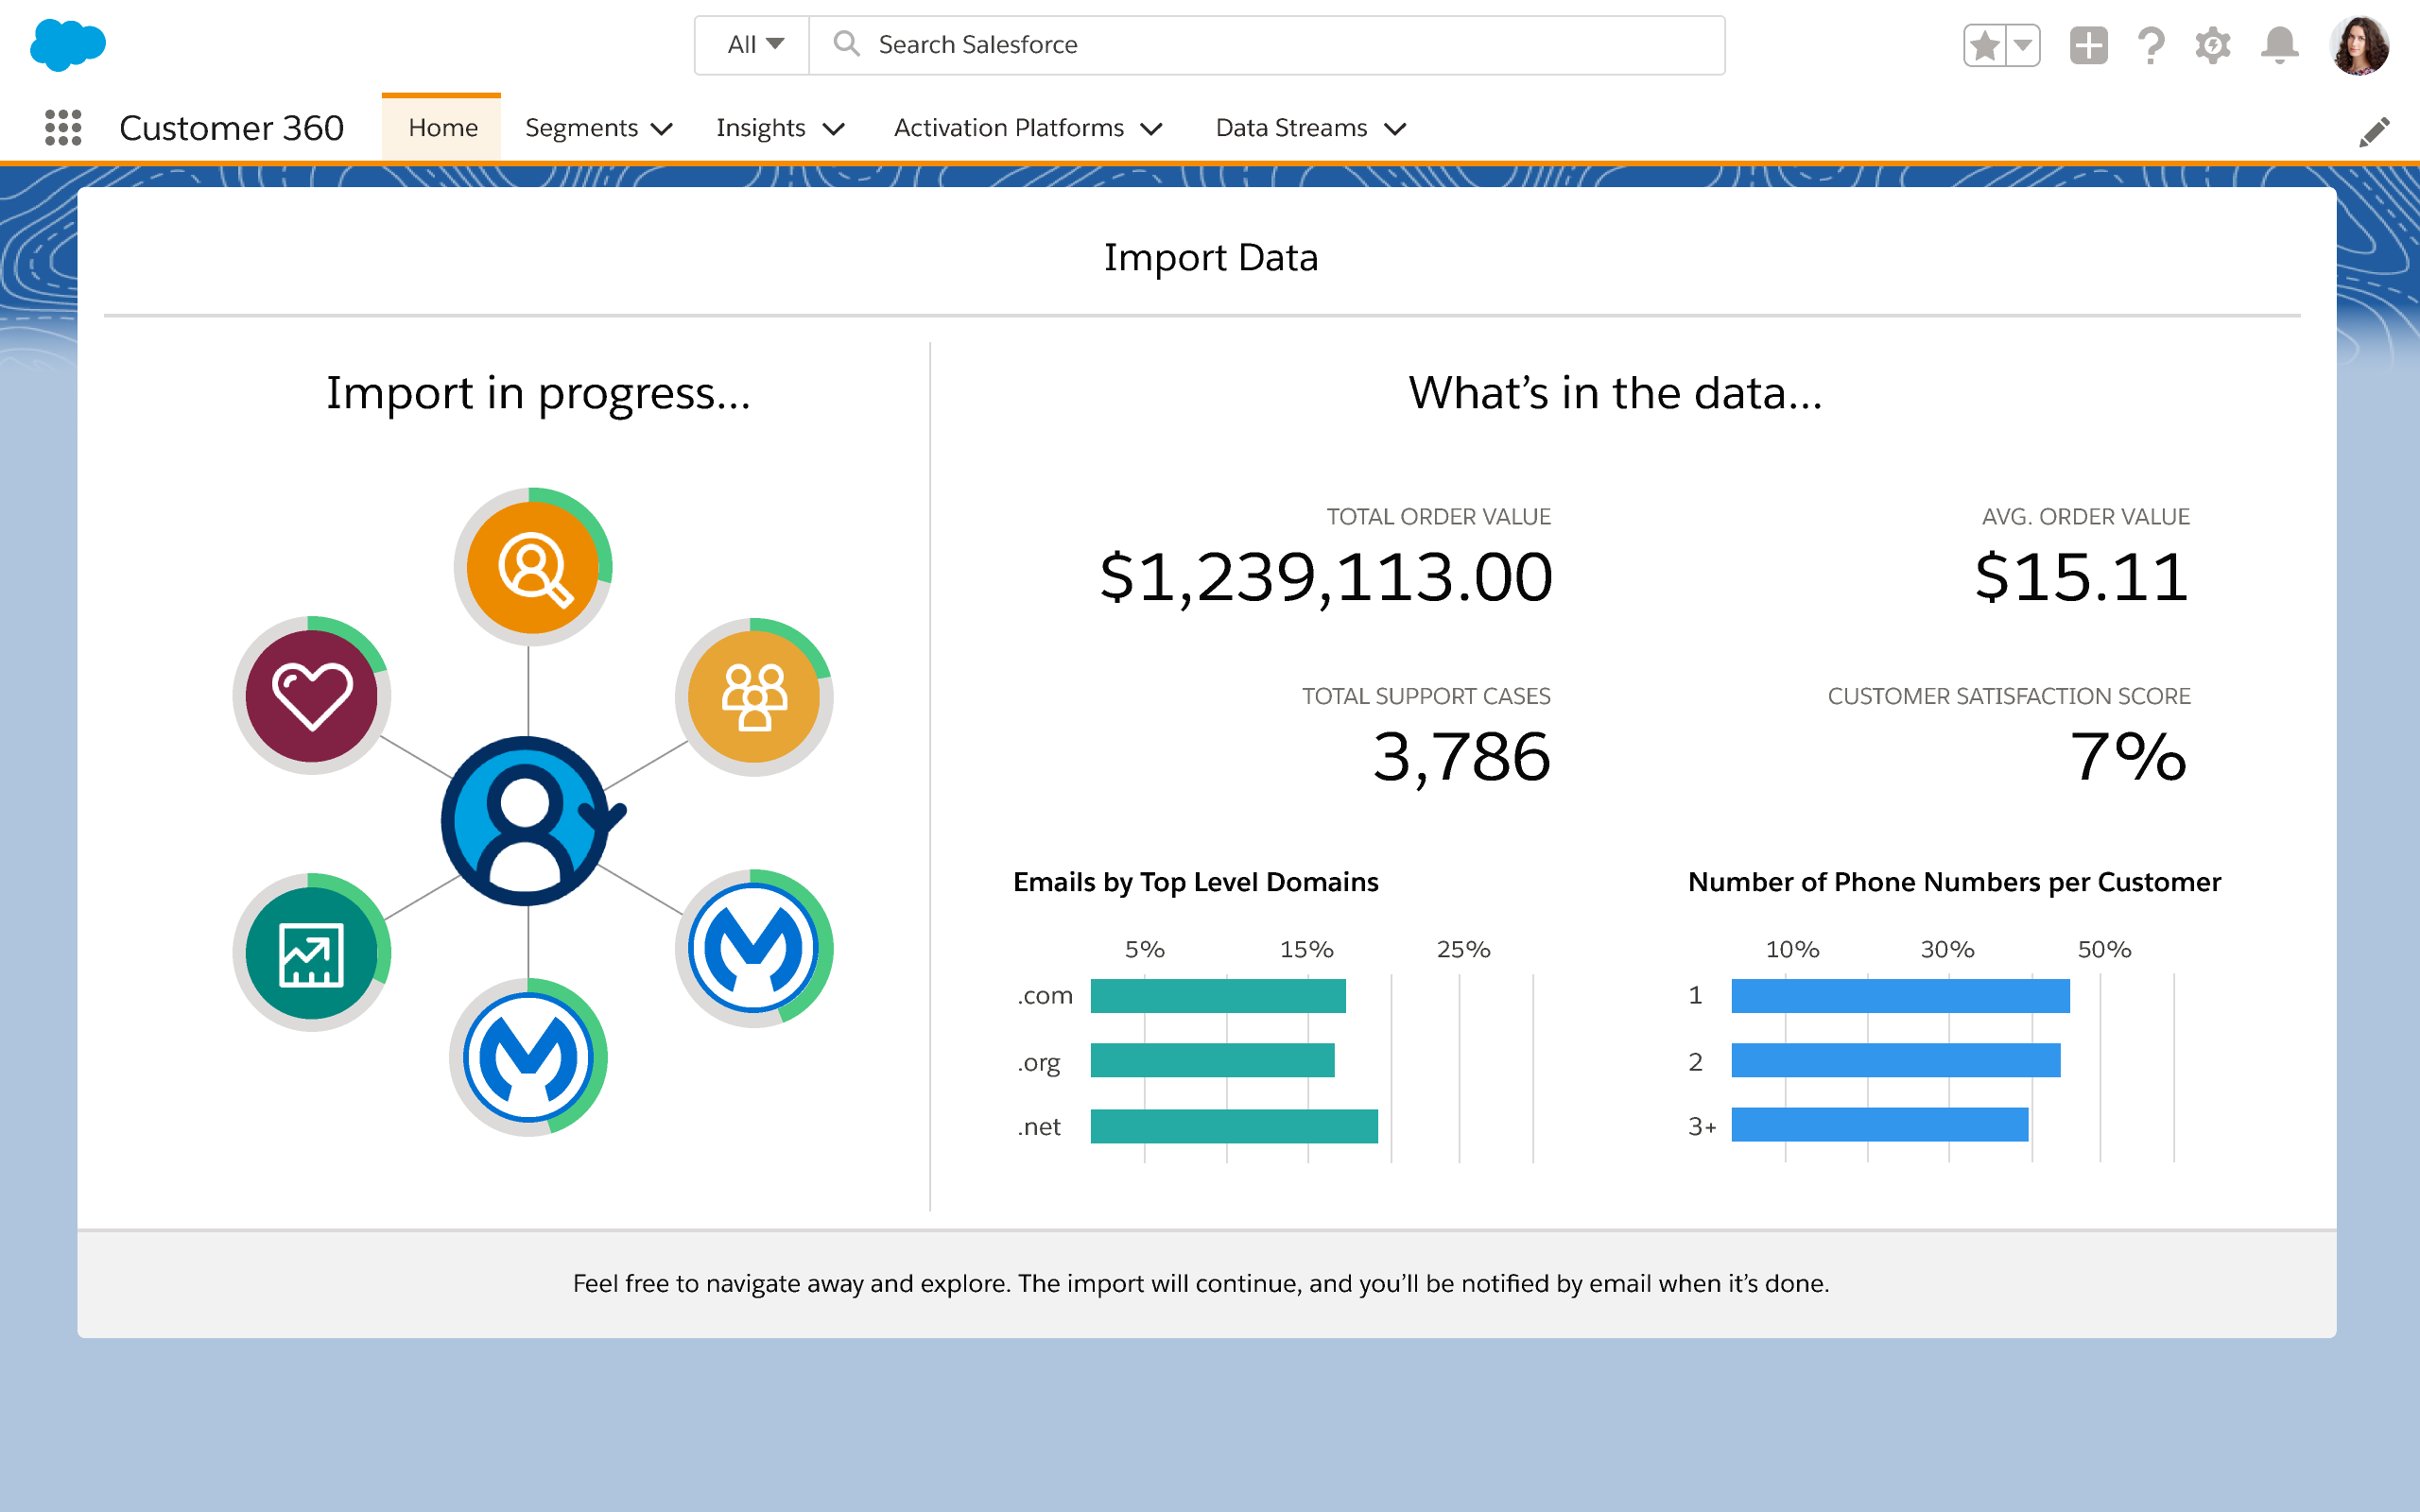 All
Search Salesforce
Customer 360
Home
Segments
Insights
Activation Platforms
Data Streams
Import Data
Import in progress...
What’s in the data...
TOTAL ORDER VALUE
$1,239,113.00
AVG. ORDER VALUE
$15.11
TOTAL SUPPORT CASES
3,786
CUSTOMER SATISFACTION SCORE
7%
Emails by Top Level Domains
5% 15% 25%
.com
.org
.net
Number of Phone Numbers per Customer
10% 30% 50%
1
2
3+
Feel free to navigate away and explore. The import will continue, and you’ll be notified by email when it’s done.